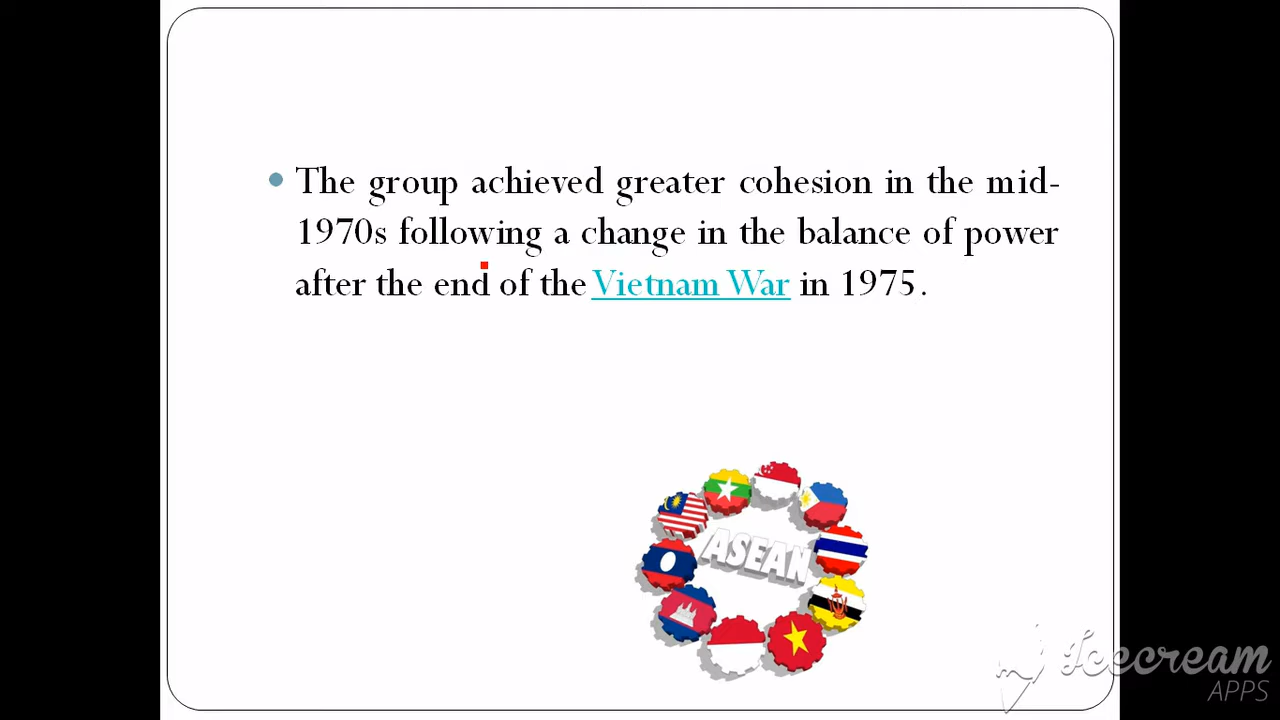 The group achieved greater cohesion in the mid-
1970s following a change in the balance of power
after the end of the Vietnam War in 1975.
ASEAN
Icecream
APPS